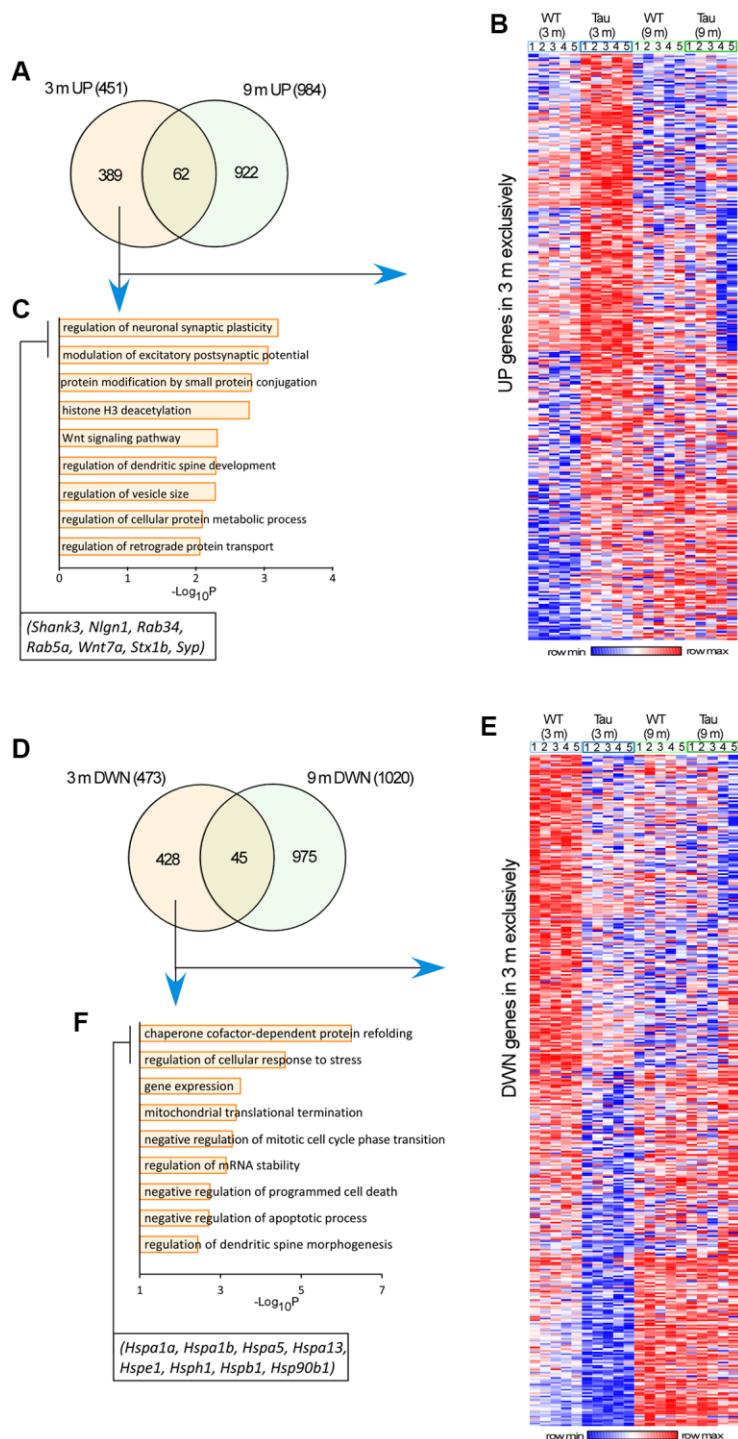 A
3 m UP (451)
9 m UP (984)
389
62
922
B
WT
(3 m)
Tau
(3 m)
WT
(9 m)
Tau
(9 m)
1 2 3 4 5 1 2 3 4 5 1 2 3 4 5 1 2 3 4 5
UP genes in 3 m exclusively
row min
row max
C
regulation of neuronal synaptic plasticity
modulation of excitatory postsynaptic potential
protein modification by small protein conjugation
histone H3 deacetylation
Wnt signaling pathway
regulation of dendritic spine development
regulation of vesicle size
regulation of cellular protein metabolic process
regulation of retrograde protein transport
0 1 2 3 4
-Log10P
(Shank3, Nlgn1, Rab34,
Rab5a, Wnt7a, Stx1b, Syp)
D
3 m DWN (473)
9 m DWN (1020)
428
45
975
E
WT
(3 m)
Tau
(3 m)
WT
(9 m)
Tau
(9 m)
1 2 3 4 5 1 2 3 4 5 1 2 3 4 5 1 2 3 4 5
DWN genes in 3 m exclusively
row min
row max
F
chaperone cofactor-dependent protein refolding
regulation of cellular response to stress
gene expression
mitochondrial translational termination
negative regulation of mitotic cell cycle phase transition
regulation of mRNA stability
negative regulation of programmed cell death
negative regulation of apoptotic process
regulation of dendritic spine morphogenesis
1 3 5 7
-Log10P
(Hspa1a, Hspa1b, Hspa5, Hspa13,
Hspe1, Hsph1, Hspb1, Hsp90b1)